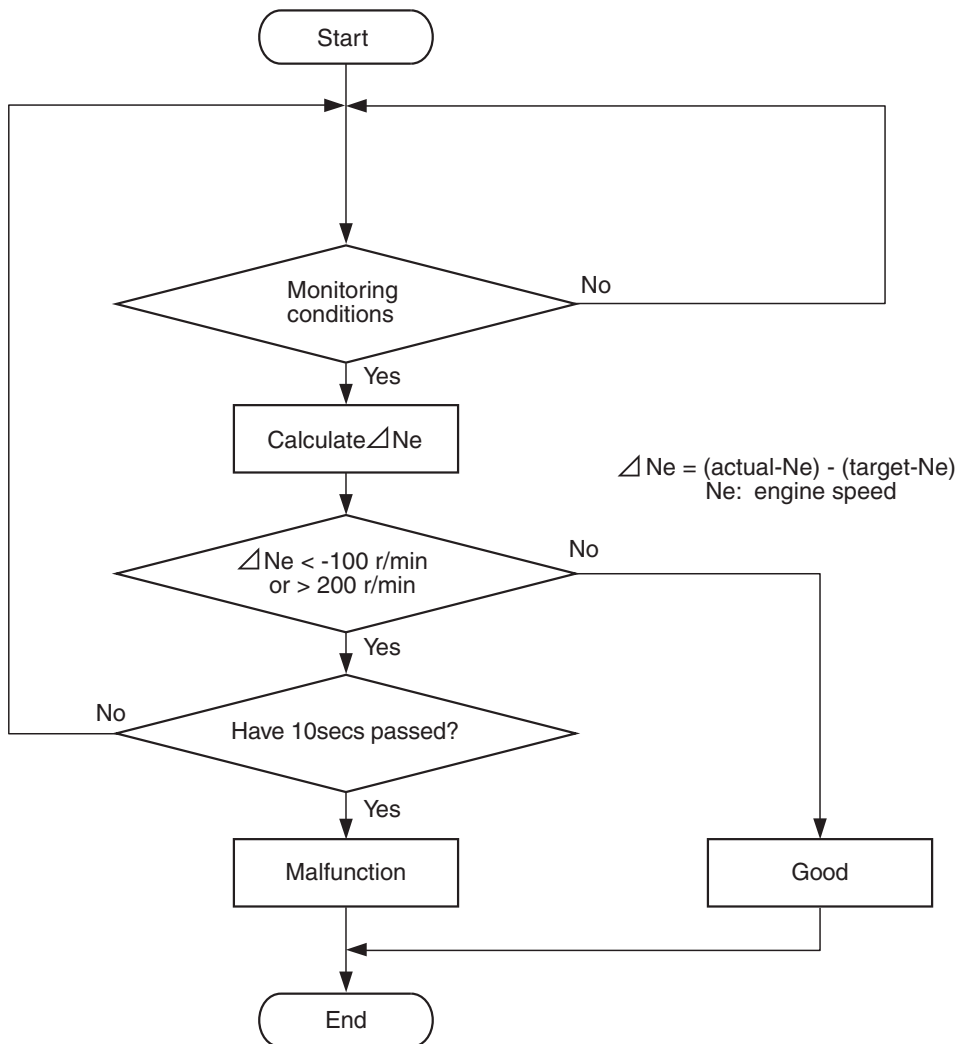 Start
Monitoring
conditions
No
Yes
Calculate⊿Ne
⊿Ne = (actual-Ne) - (target-Ne)
Ne: engine speed
⊿Ne < -100 r/min
or > 200 r/min
No
Yes
No
Have 10secs passed?
Yes
Malfunction
Good
End